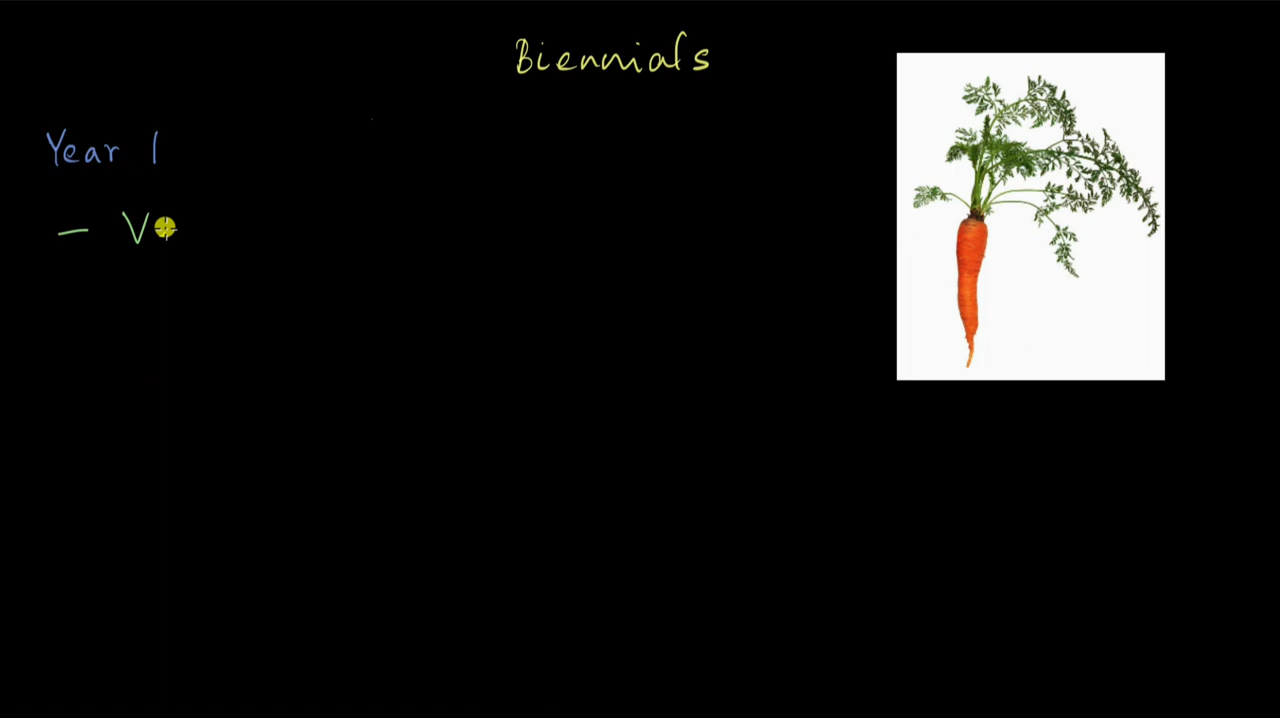 Biennials
Year 1
– V